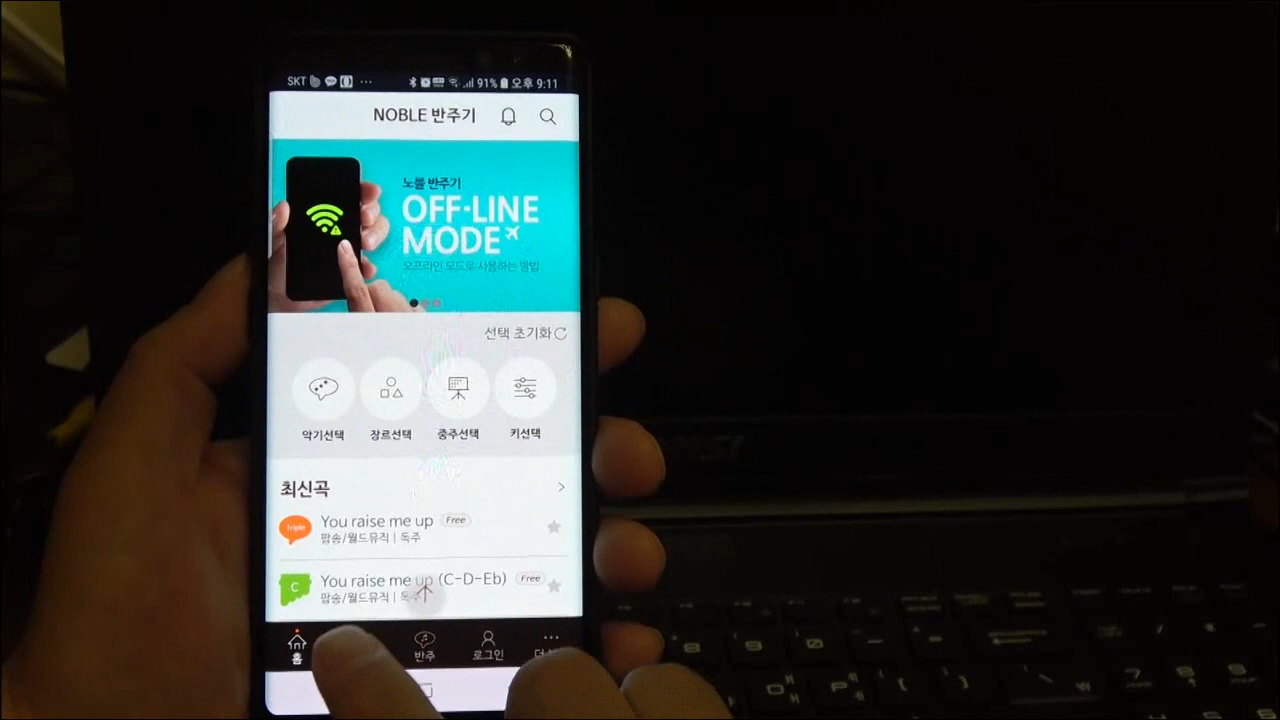 SKT 91% 오후 9:11
NOBLE 반주기
노블 반주기
OFF-LINE
MODE
오프라인 모드로 사용하는 방법
선택 초기화
악기선택 장르선택 중주선택 키선택
최신곡
Triple You raise me up Free
팝송/월드뮤직 | 독주
C You raise me up (C-D-Eb) Free
팝송/월드뮤직 | 독주
홈 반주 로그인